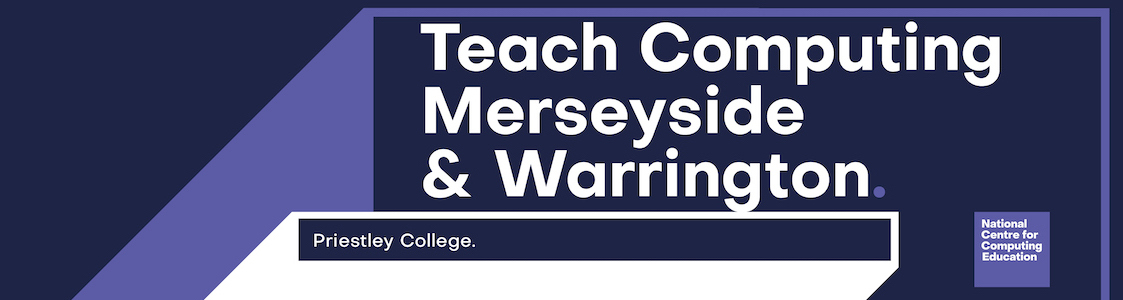 Teach Computing
Merseyside
& Warrington.
Priestley College.
National
Centre for
Computing
Education